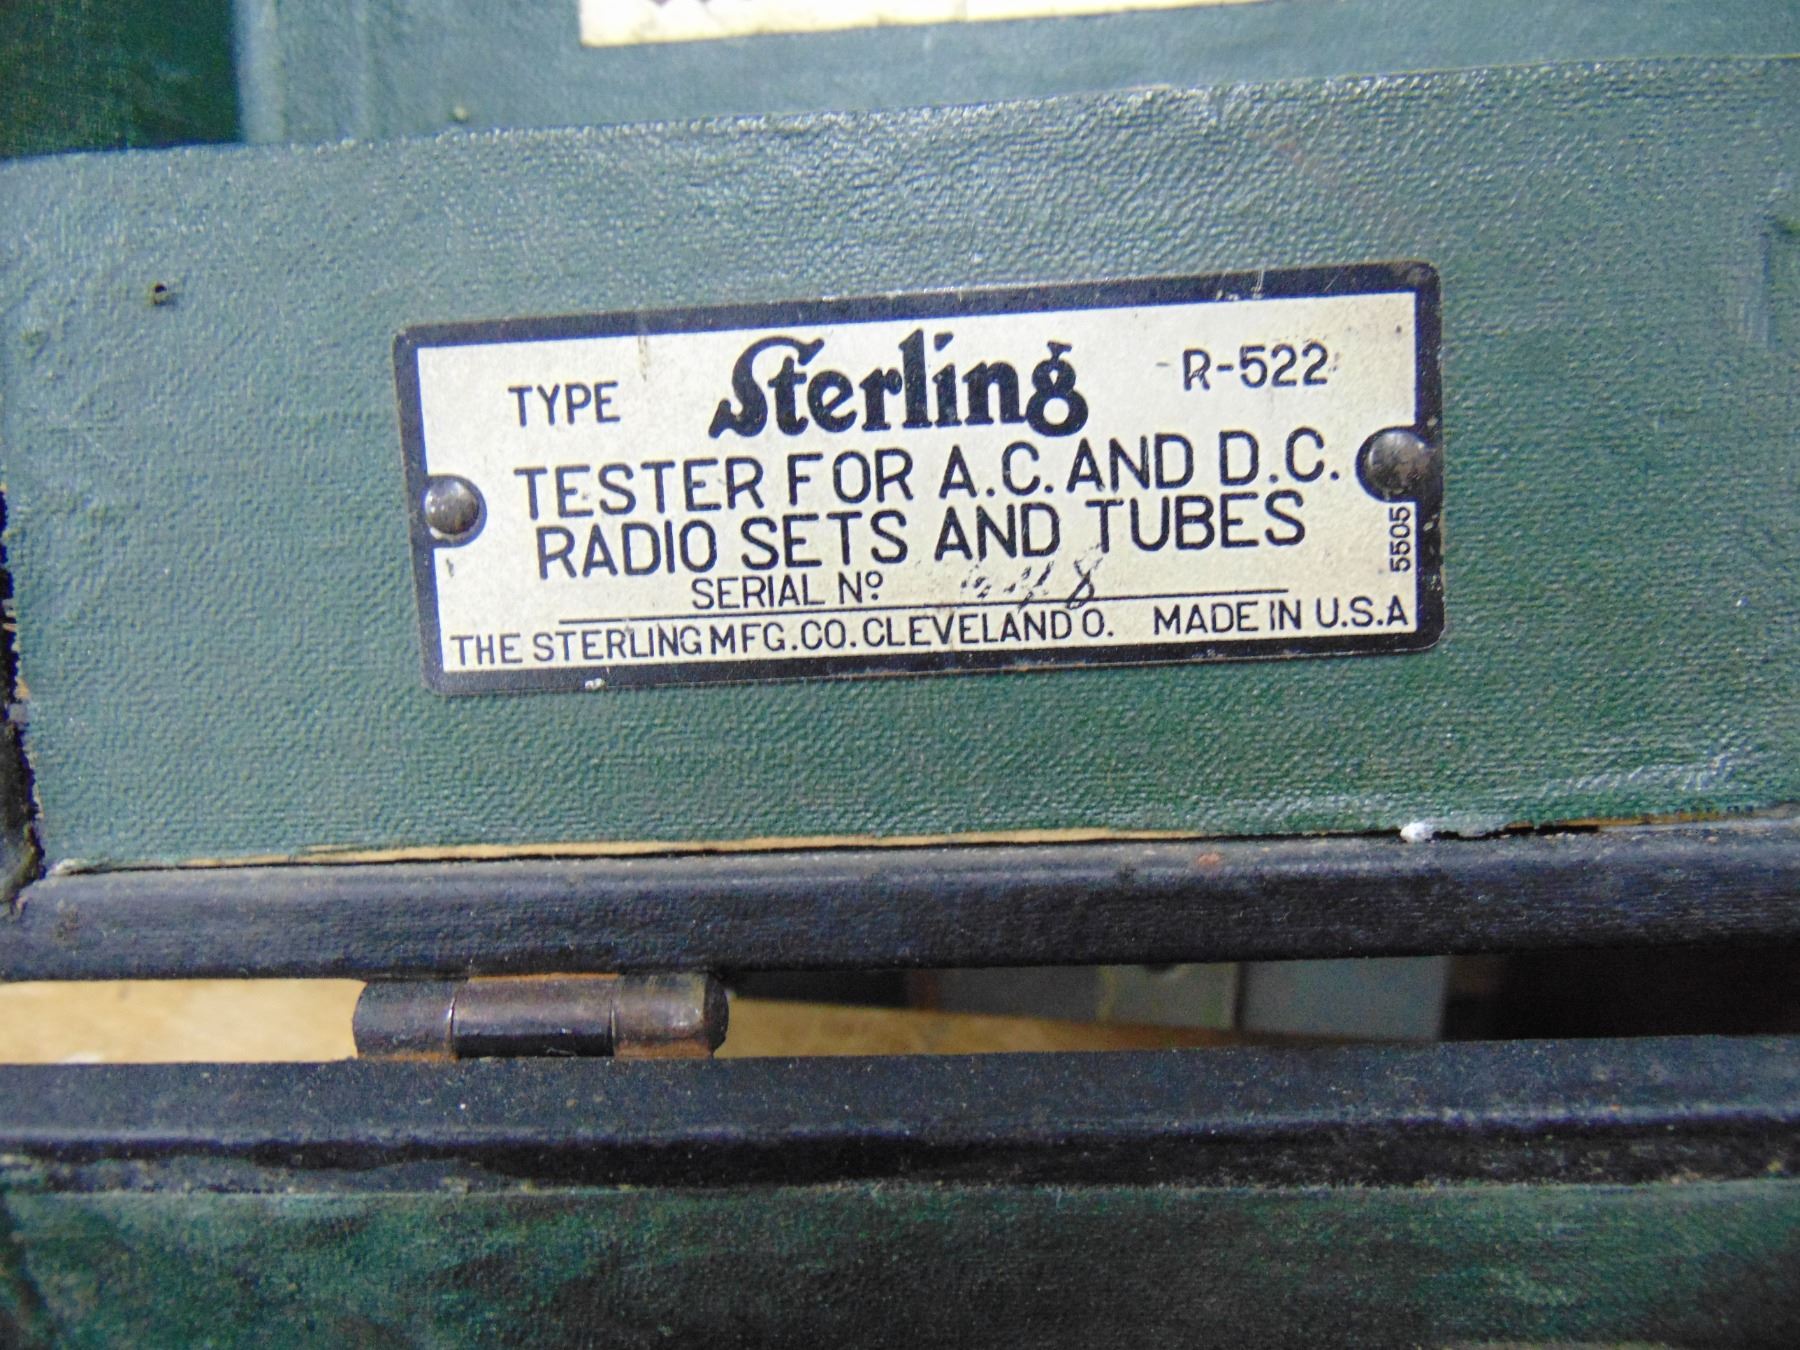 TYPE Sterling R-522
TESTER FOR A.C. AND D.C.
RADIO SETS AND TUBES
SERIAL Nº
THE STERLING MFG. CO. CLEVELAND O. MADE IN U.S.A
5505